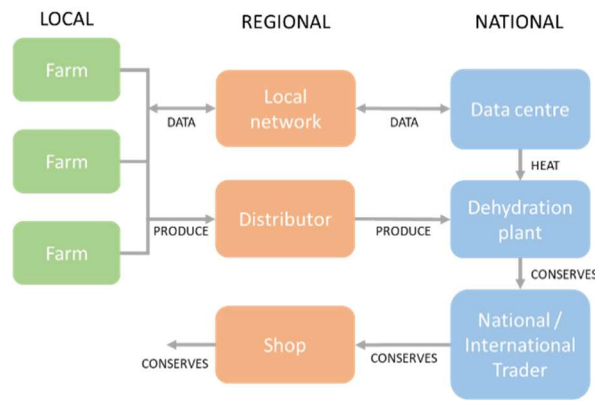 LOCAL
REGIONAL
NATIONAL
Farm
Local
network
Data centre
DATA
DATA
HEAT
Farm
Farm
Distributor
Dehydration
plant
PRODUCE
PRODUCE
CONSERVES
Shop
National /
International
Trader
CONSERVES
CONSERVES